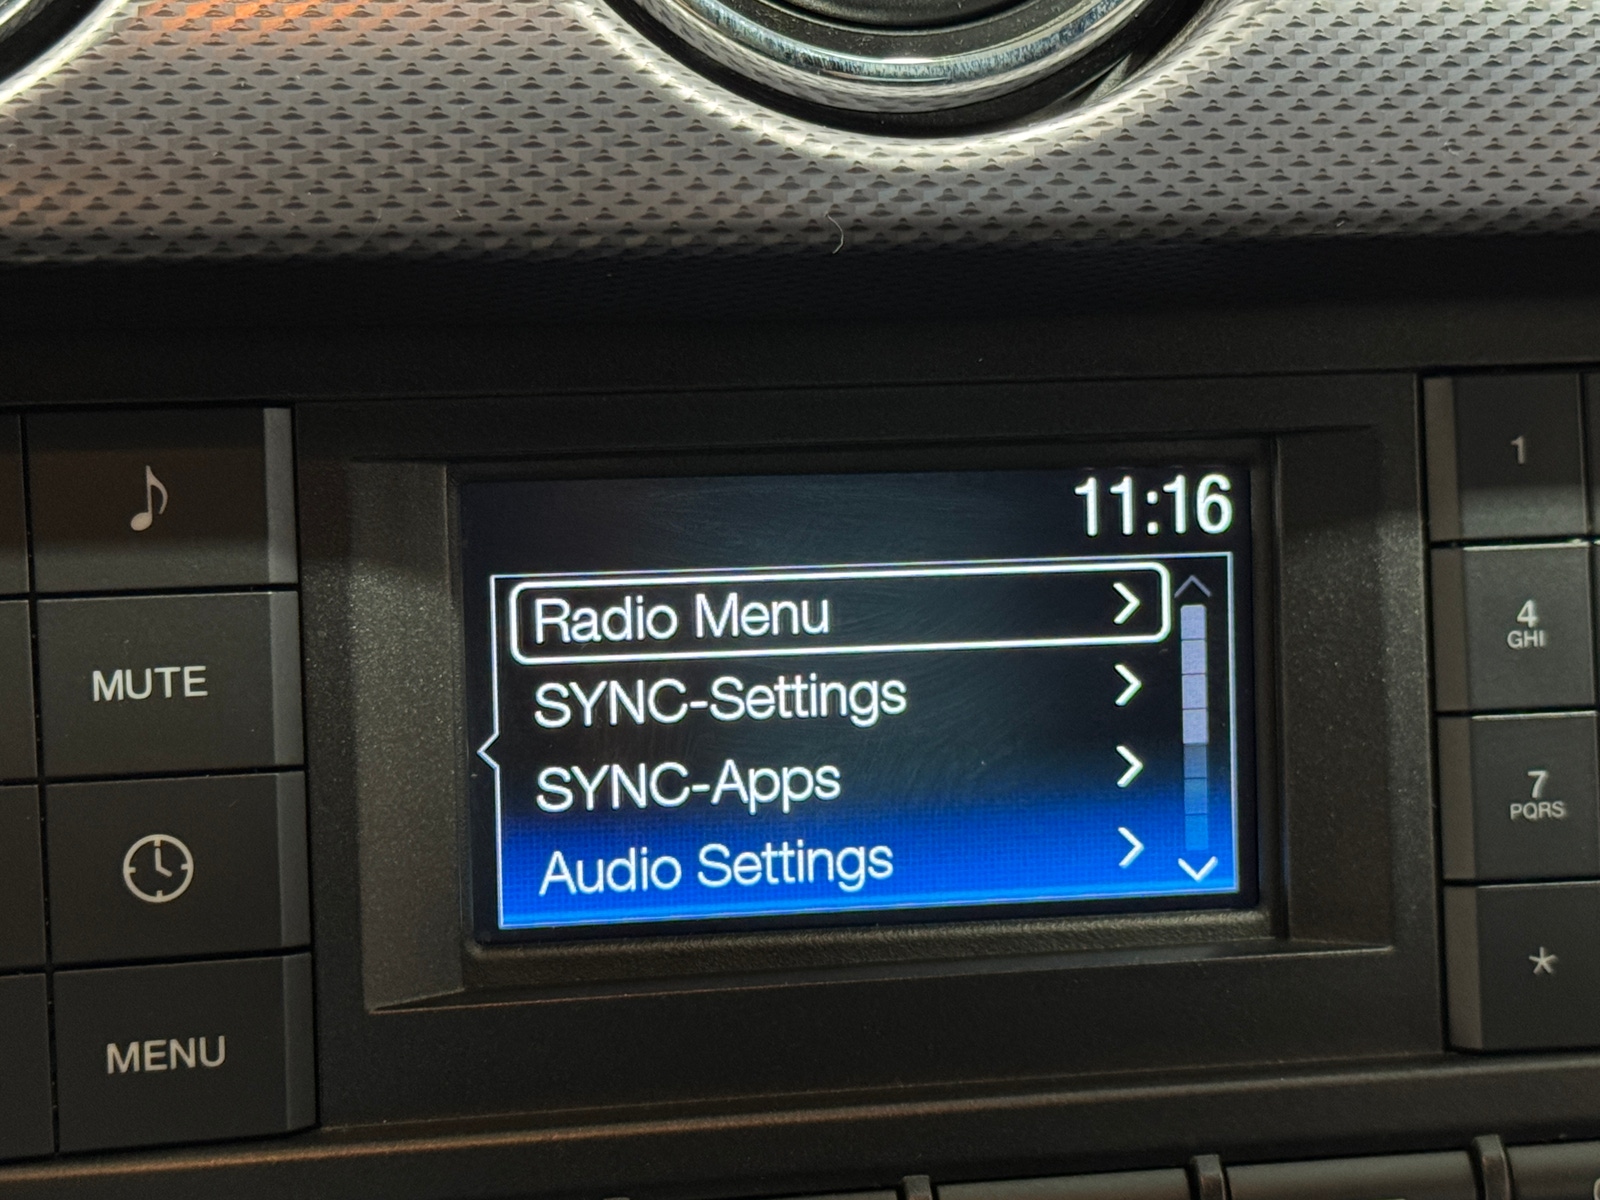 11:16
Radio Menu
SYNC-Settings
SYNC-Apps
Audio Settings
MUTE
MENU
1
4
GHI
7
PQRS
*